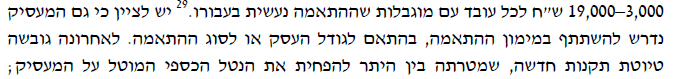 3,000–19,000 ש״ח לכל עובד עם מוגבלות שההתאמה נעשית בעבורו.29 יש לציין כי גם המעסיק
נדרש להשתתף במימון ההתאמה, בהתאם לגודל העסק או לסוג ההתאמה. לאחרונה גובשה
טיוטת תקנות חדשה, שמטרתה בין היתר להפחית את הנטל הכספי המוטל על המעסיק;